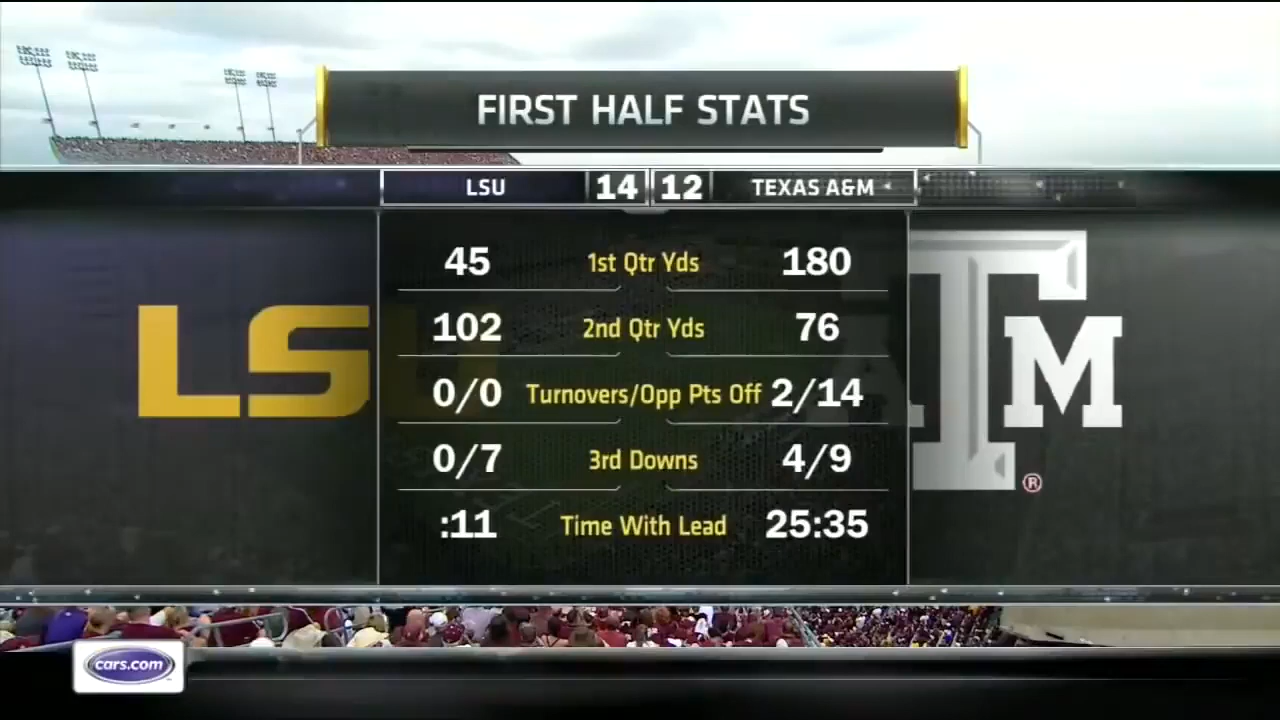 FIRST HALF STATS
LSU 14 12 TEXAS A&M
45 1st Qtr Yds 180
102 2nd Qtr Yds 76
0/0 Turnovers/Opp Pts Off 2/14
0/7 3rd Downs 4/9
:11 Time With Lead 25:35
LSU
ATM
®
cars.com